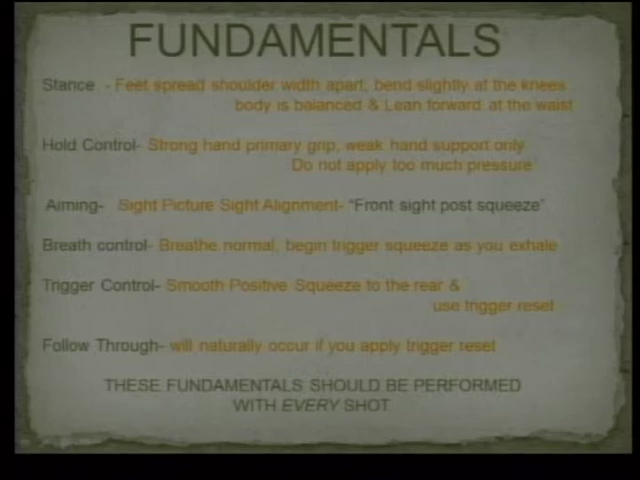 FUNDAMENTALS
Stance - Feet spread shoulder width apart, bend slightly at the knees
body is balanced & Lean forward at the waist
Hold Control- Strong hand primary grip, weak hand support only
Do not apply too much pressure
Aiming- Sight Picture Sight Alignment- "Front sight post squeeze"
Breath control- Breathe normal, begin trigger squeeze as you exhale
Trigger Control- Smooth Positive Squeeze to the rear &
use trigger reset
Follow Through- will naturally occur if you apply trigger reset
THESE FUNDAMENTALS SHOULD BE PERFORMED
WITH EVERY SHOT